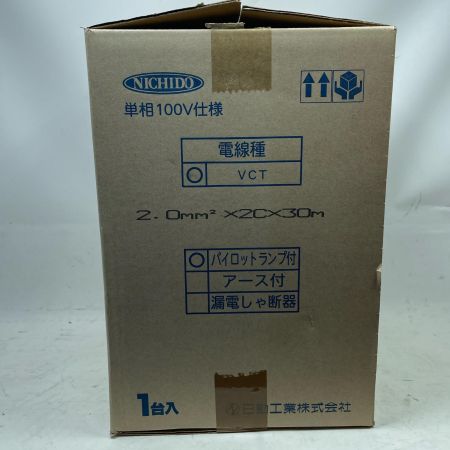 NICHIDO
単相100V仕様
電線種
○ VCT
2.0mm² ×2C×30m
○ パイロットランプ付
アース付
漏電しゃ断器
1台入
日動工業株式会社